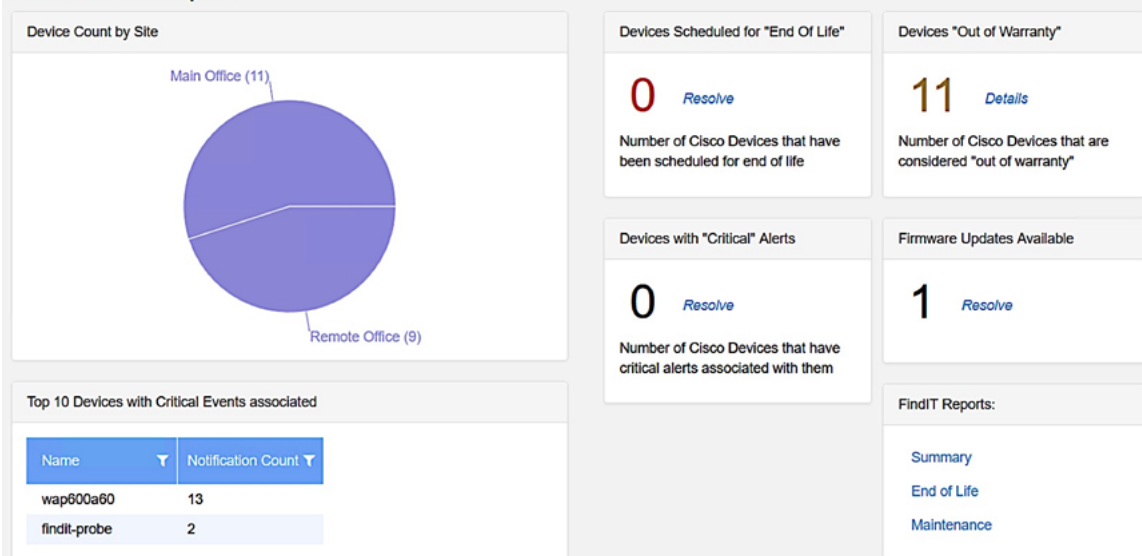 Device Count by Site
Main Office (11)
Remote Office (9)
Devices Scheduled for "End Of Life"
0 Resolve
Number of Cisco Devices that have
been scheduled for end of life
Devices "Out of Warranty"
11 Details
Number of Cisco Devices that are
considered "out of warranty"
Devices with "Critical" Alerts
0 Resolve
Number of Cisco Devices that have
critical alerts associated with them
Firmware Updates Available
1 Resolve
Top 10 Devices with Critical Events associated
Name Notification Count
wap600a60 13
findit-probe 2
FindIT Reports:
Summary
End of Life
Maintenance